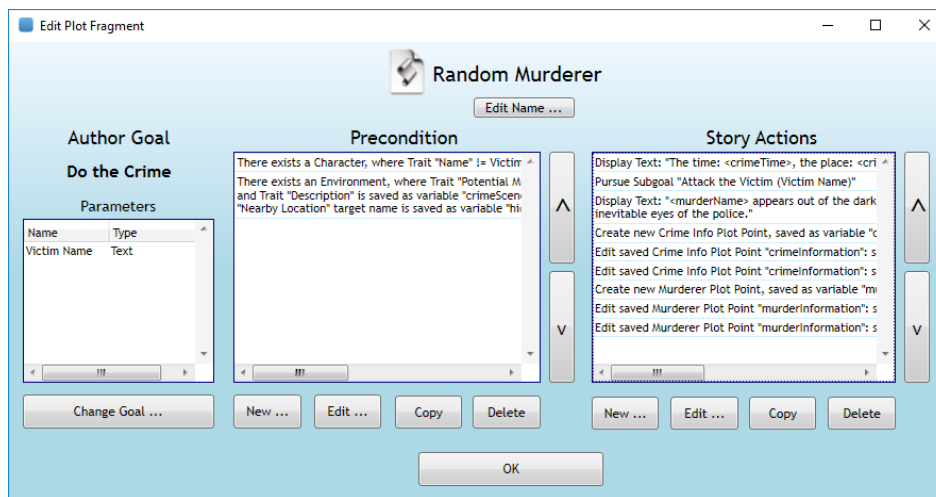 Edit Plot Fragment
Random Murderer
Edit Name ...
Author Goal
Do the Crime
Parameters
Name Type
Victim Name Text
Change Goal ...
Precondition
There exists a Character, where Trait "Name" != Victim
There exists an Environment, where Trait "Potential M
and Trait "Description" is saved as variable "crimeScen
"Nearby Location" target name is saved as variable "hid
New ... Edit ... Copy Delete
Story Actions
Display Text: "The time: <crimeTime>, the place: <cri
Pursue Subgoal "Attack the Victim (Victim Name)"
Display Text: "<murderName> appears out of the dark
inevitable eyes of the police."
Create new Crime Info Plot Point, saved as variable "c
Edit saved Crime Info Plot Point "crimeInformation": s
Edit saved Crime Info Plot Point "crimeInformation": s
Create new Murderer Plot Point, saved as variable "mu
Edit saved Murderer Plot Point "murderInformation": s
Edit saved Murderer Plot Point "murderInformation": s
New ... Edit ... Copy Delete
OK